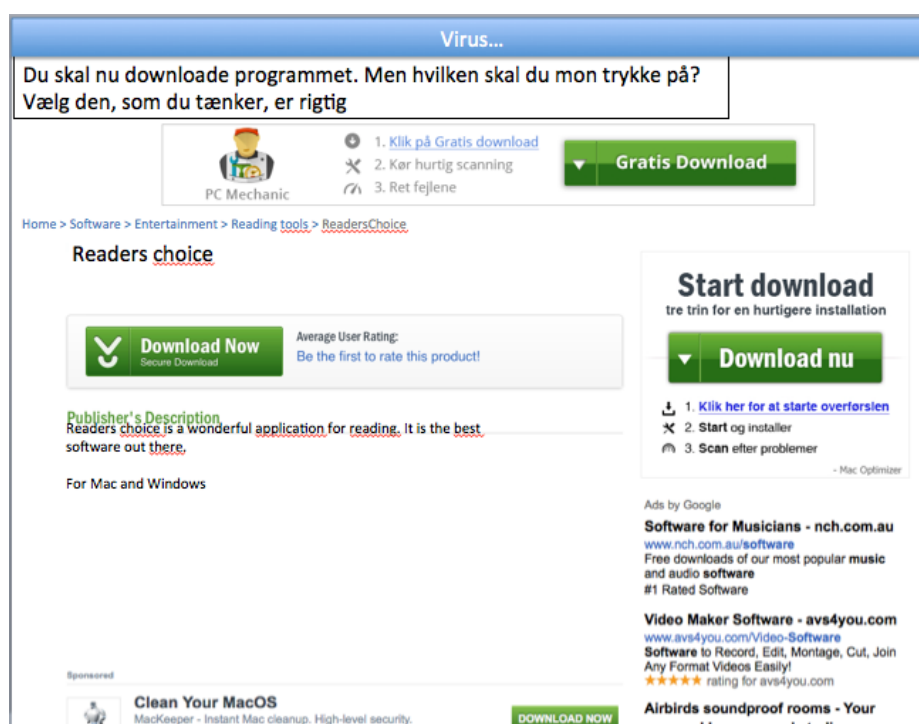 Virus...
Du skal nu downloade programmet. Men hvilken skal du mon trykke på?
Vælg den, som du tænker, er rigtig
PC Mechanic
1. Klik på Gratis download
2. Kør hurtig scanning
3. Ret fejlene
Gratis Download
Home > Software > Entertainment > Reading tools > ReadersChoice
Readers choice
Download Now
Secure Download
Average User Rating:
Be the first to rate this product!
Publisher's Description
Readers choice is a wonderful application for reading. It is the best
software out there.
For Mac and Windows
Start download
tre trin for en hurtigere installation
Download nu
1. Klik her for at starte overførslen
2. Start og installer
3. Scan efter problemer
- Mac Optimizer
Ads by Google
Software for Musicians - nch.com.au
www.nch.com.au/software
Free downloads of our most popular music
and audio software
#1 Rated Software
Video Maker Software - avs4you.com
www.avs4you.com/Video-Software
Software to Record, Edit, Montage, Cut, Join
Any Format Videos Easily!
rating for avs4you.com
Airbirds soundproof rooms - Your
Sponsored
Clean Your MacOS
MacKeeper - Instant Mac cleanup. High-level security.
DOWNLOAD NOW